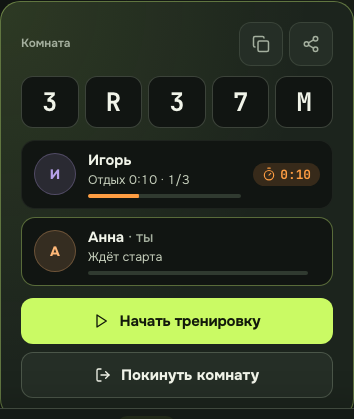 Комната
3 R 3 7 M
И
Игорь
Отдых 0:10 · 1/3
0:10
А
Анна · ты
Ждёт старта
Начать тренировку
Покинуть комнату